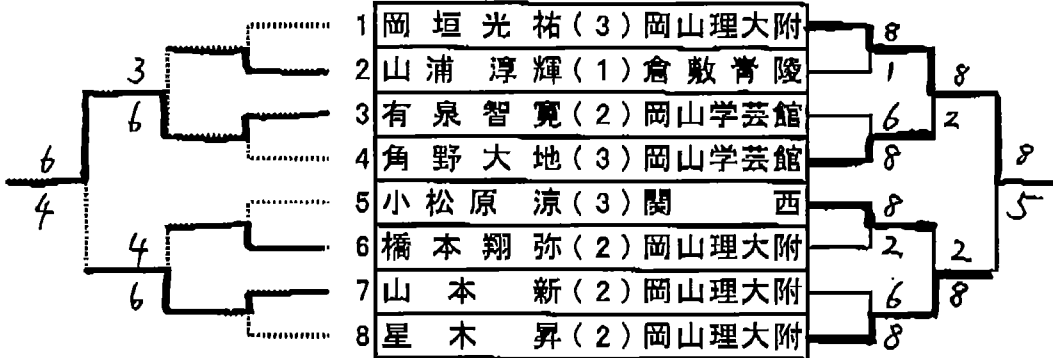 1 岡垣光祐(3)岡山理大附
2 山浦淳輝(1)倉敷青陵
3 有泉智寛(2)岡山学芸館
4 角野大地(3)岡山学芸館
5 小松原涼(3)関西
6 橋本翔弥(2)岡山理大附
7 山本新(2)岡山理大附
8 星木昇(2)岡山理大附
3
6
6
4
4
6
8
1
6
8
8
2
6
8
8
2
2
8
8
5